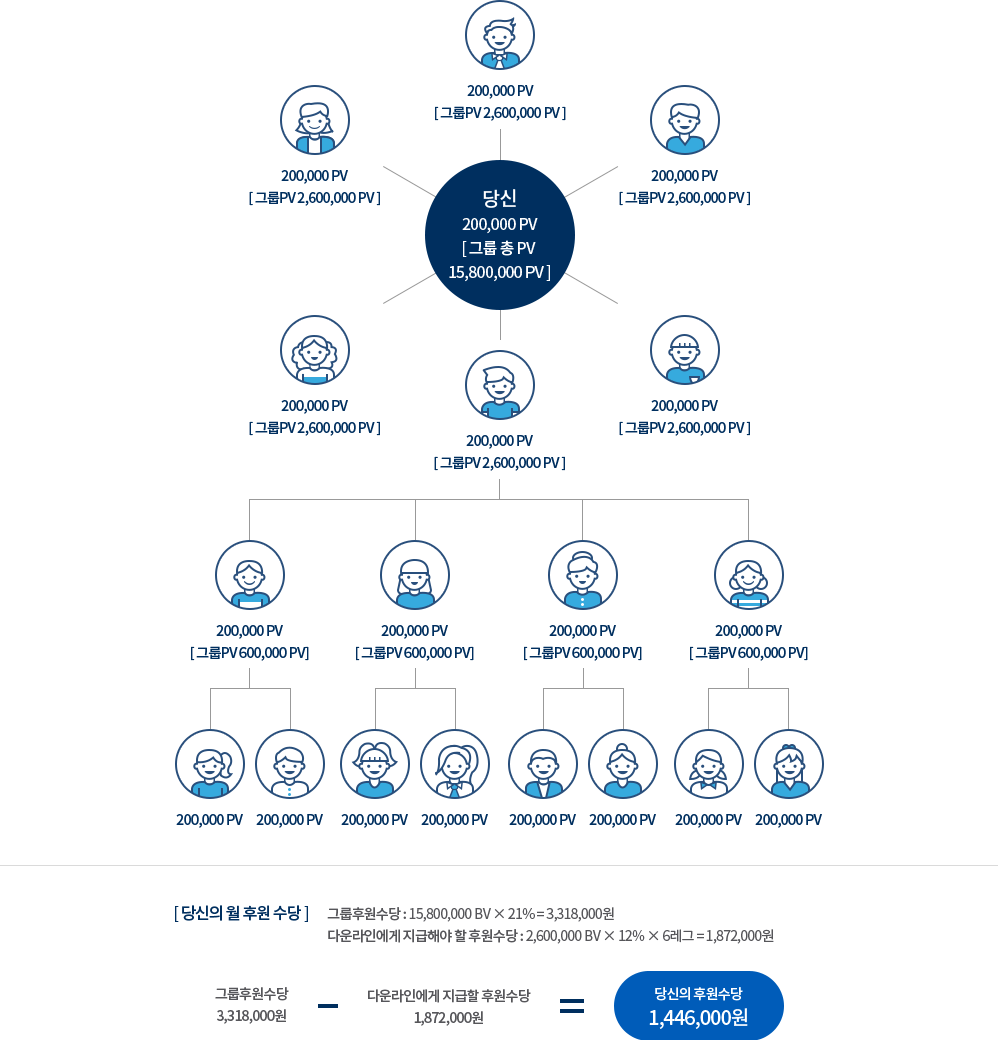 200,000 PV
[ 그룹PV 2,600,000 PV ]
200,000 PV
[ 그룹PV 2,600,000 PV ]
200,000 PV
[ 그룹PV 2,600,000 PV ]
당신
200,000 PV
[ 그룹 총 PV
15,800,000 PV ]
200,000 PV
[ 그룹PV 2,600,000 PV ]
200,000 PV
[ 그룹PV 2,600,000 PV ]
200,000 PV
[ 그룹PV 2,600,000 PV ]
200,000 PV
[ 그룹PV 600,000 PV]
200,000 PV
[ 그룹PV 600,000 PV]
200,000 PV
[ 그룹PV 600,000 PV]
200,000 PV
[ 그룹PV 600,000 PV]
200,000 PV
200,000 PV
200,000 PV
200,000 PV
200,000 PV
200,000 PV
200,000 PV
200,000 PV
[ 당신의 월 후원 수당 ]
그룹후원수당 : 15,800,000 BV × 21% = 3,318,000원
다운라인에게 지급해야 할 후원수당 : 2,600,000 BV × 12% × 6레그 = 1,872,000원
그룹후원수당
3,318,000원
−
다운라인에게 지급할 후원수당
1,872,000원
=
당신의 후원수당
1,446,000원